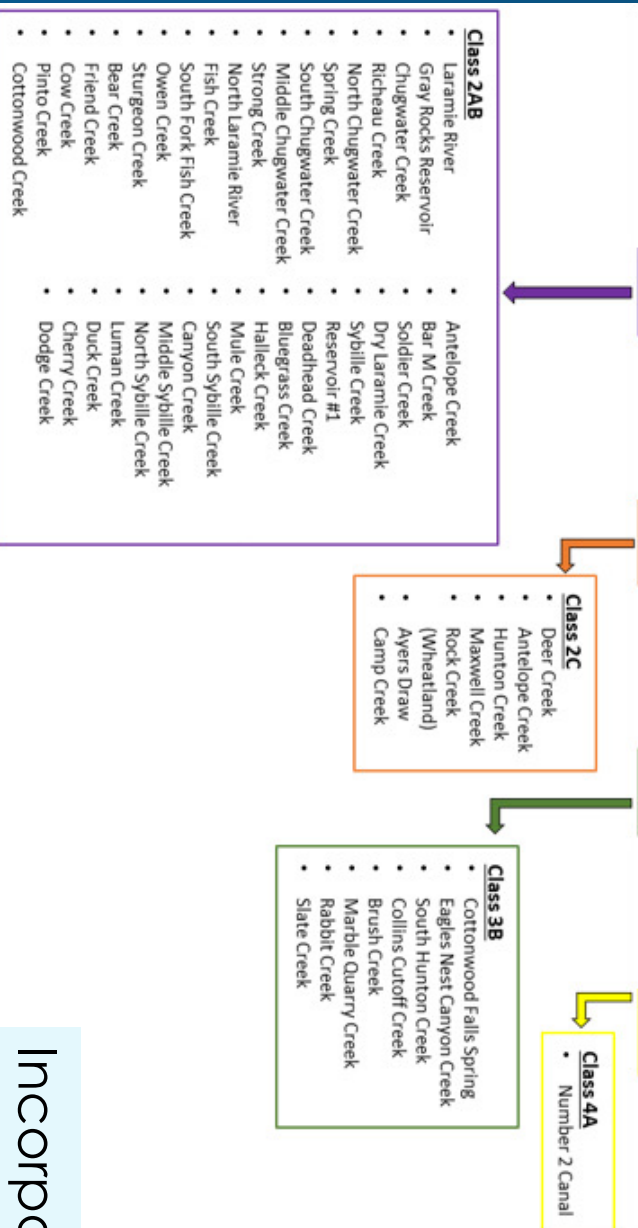 Class 2AB
• Laramie River
• Gray Rocks Reservoir
• Chugwater Creek
• Richeau Creek
• North Chugwater Creek
• Spring Creek
• South Chugwater Creek
• Middle Chugwater Creek
• Strong Creek
• North Laramie River
• Fish Creek
• South Fork Fish Creek
• Owen Creek
• Sturgeon Creek
• Bear Creek
• Friend Creek
• Cow Creek
• Pinto Creek
• Cottonwood Creek
• Antelope Creek
• Bar M Creek
• Soldier Creek
• Dry Laramie Creek
• Sybille Creek
• Reservoir #1
• Deadhead Creek
• Bluegrass Creek
• Halleck Creek
• Mule Creek
• South Sybille Creek
• Canyon Creek
• Middle Sybille Creek
• North Sybille Creek
• Luman Creek
• Duck Creek
• Cherry Creek
• Dodge Creek
Class 2C
• Deer Creek
• Antelope Creek
• Hunton Creek
• Maxwell Creek
• Rock Creek
(Wheatland)
• Ayers Draw
• Camp Creek
Class 3B
• Cottonwood Falls Spring
• Eagles Nest Canyon Creek
• South Hunton Creek
• Collins Cutoff Creek
• Brush Creek
• Marble Quarry Creek
• Rabbit Creek
• Slate Creek
Class 4A
• Number 2 Canal